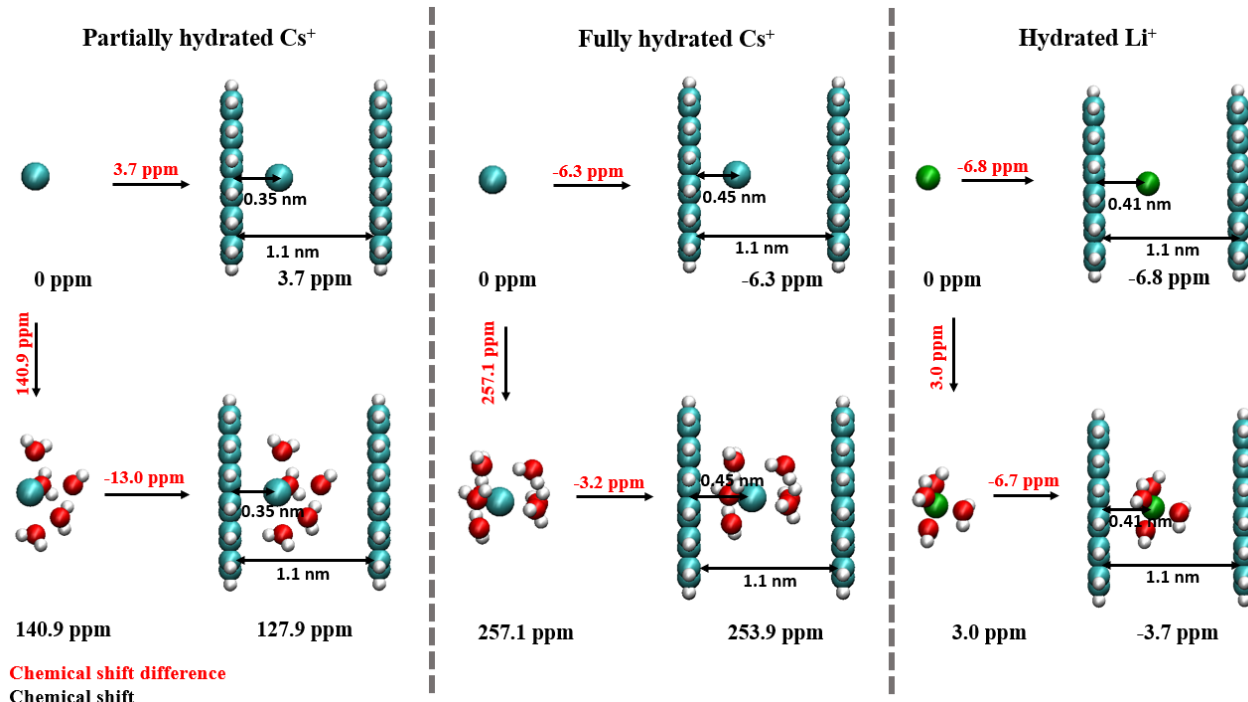 Partially hydrated Cs⁺
3.7 ppm
0.35 nm
1.1 nm
0 ppm
3.7 ppm
140.9 ppm
-13.0 ppm
0.35 nm
1.1 nm
140.9 ppm
127.9 ppm
Fully hydrated Cs⁺
-6.3 ppm
0.45 nm
1.1 nm
0 ppm
-6.3 ppm
257.1 ppm
-3.2 ppm
0.45 nm
1.1 nm
257.1 ppm
253.9 ppm
Hydrated Li⁺
-6.8 ppm
0.41 nm
1.1 nm
0 ppm
-6.8 ppm
3.0 ppm
-6.7 ppm
0.41 nm
1.1 nm
3.0 ppm
-3.7 ppm
Chemical shift difference
Chemical shift